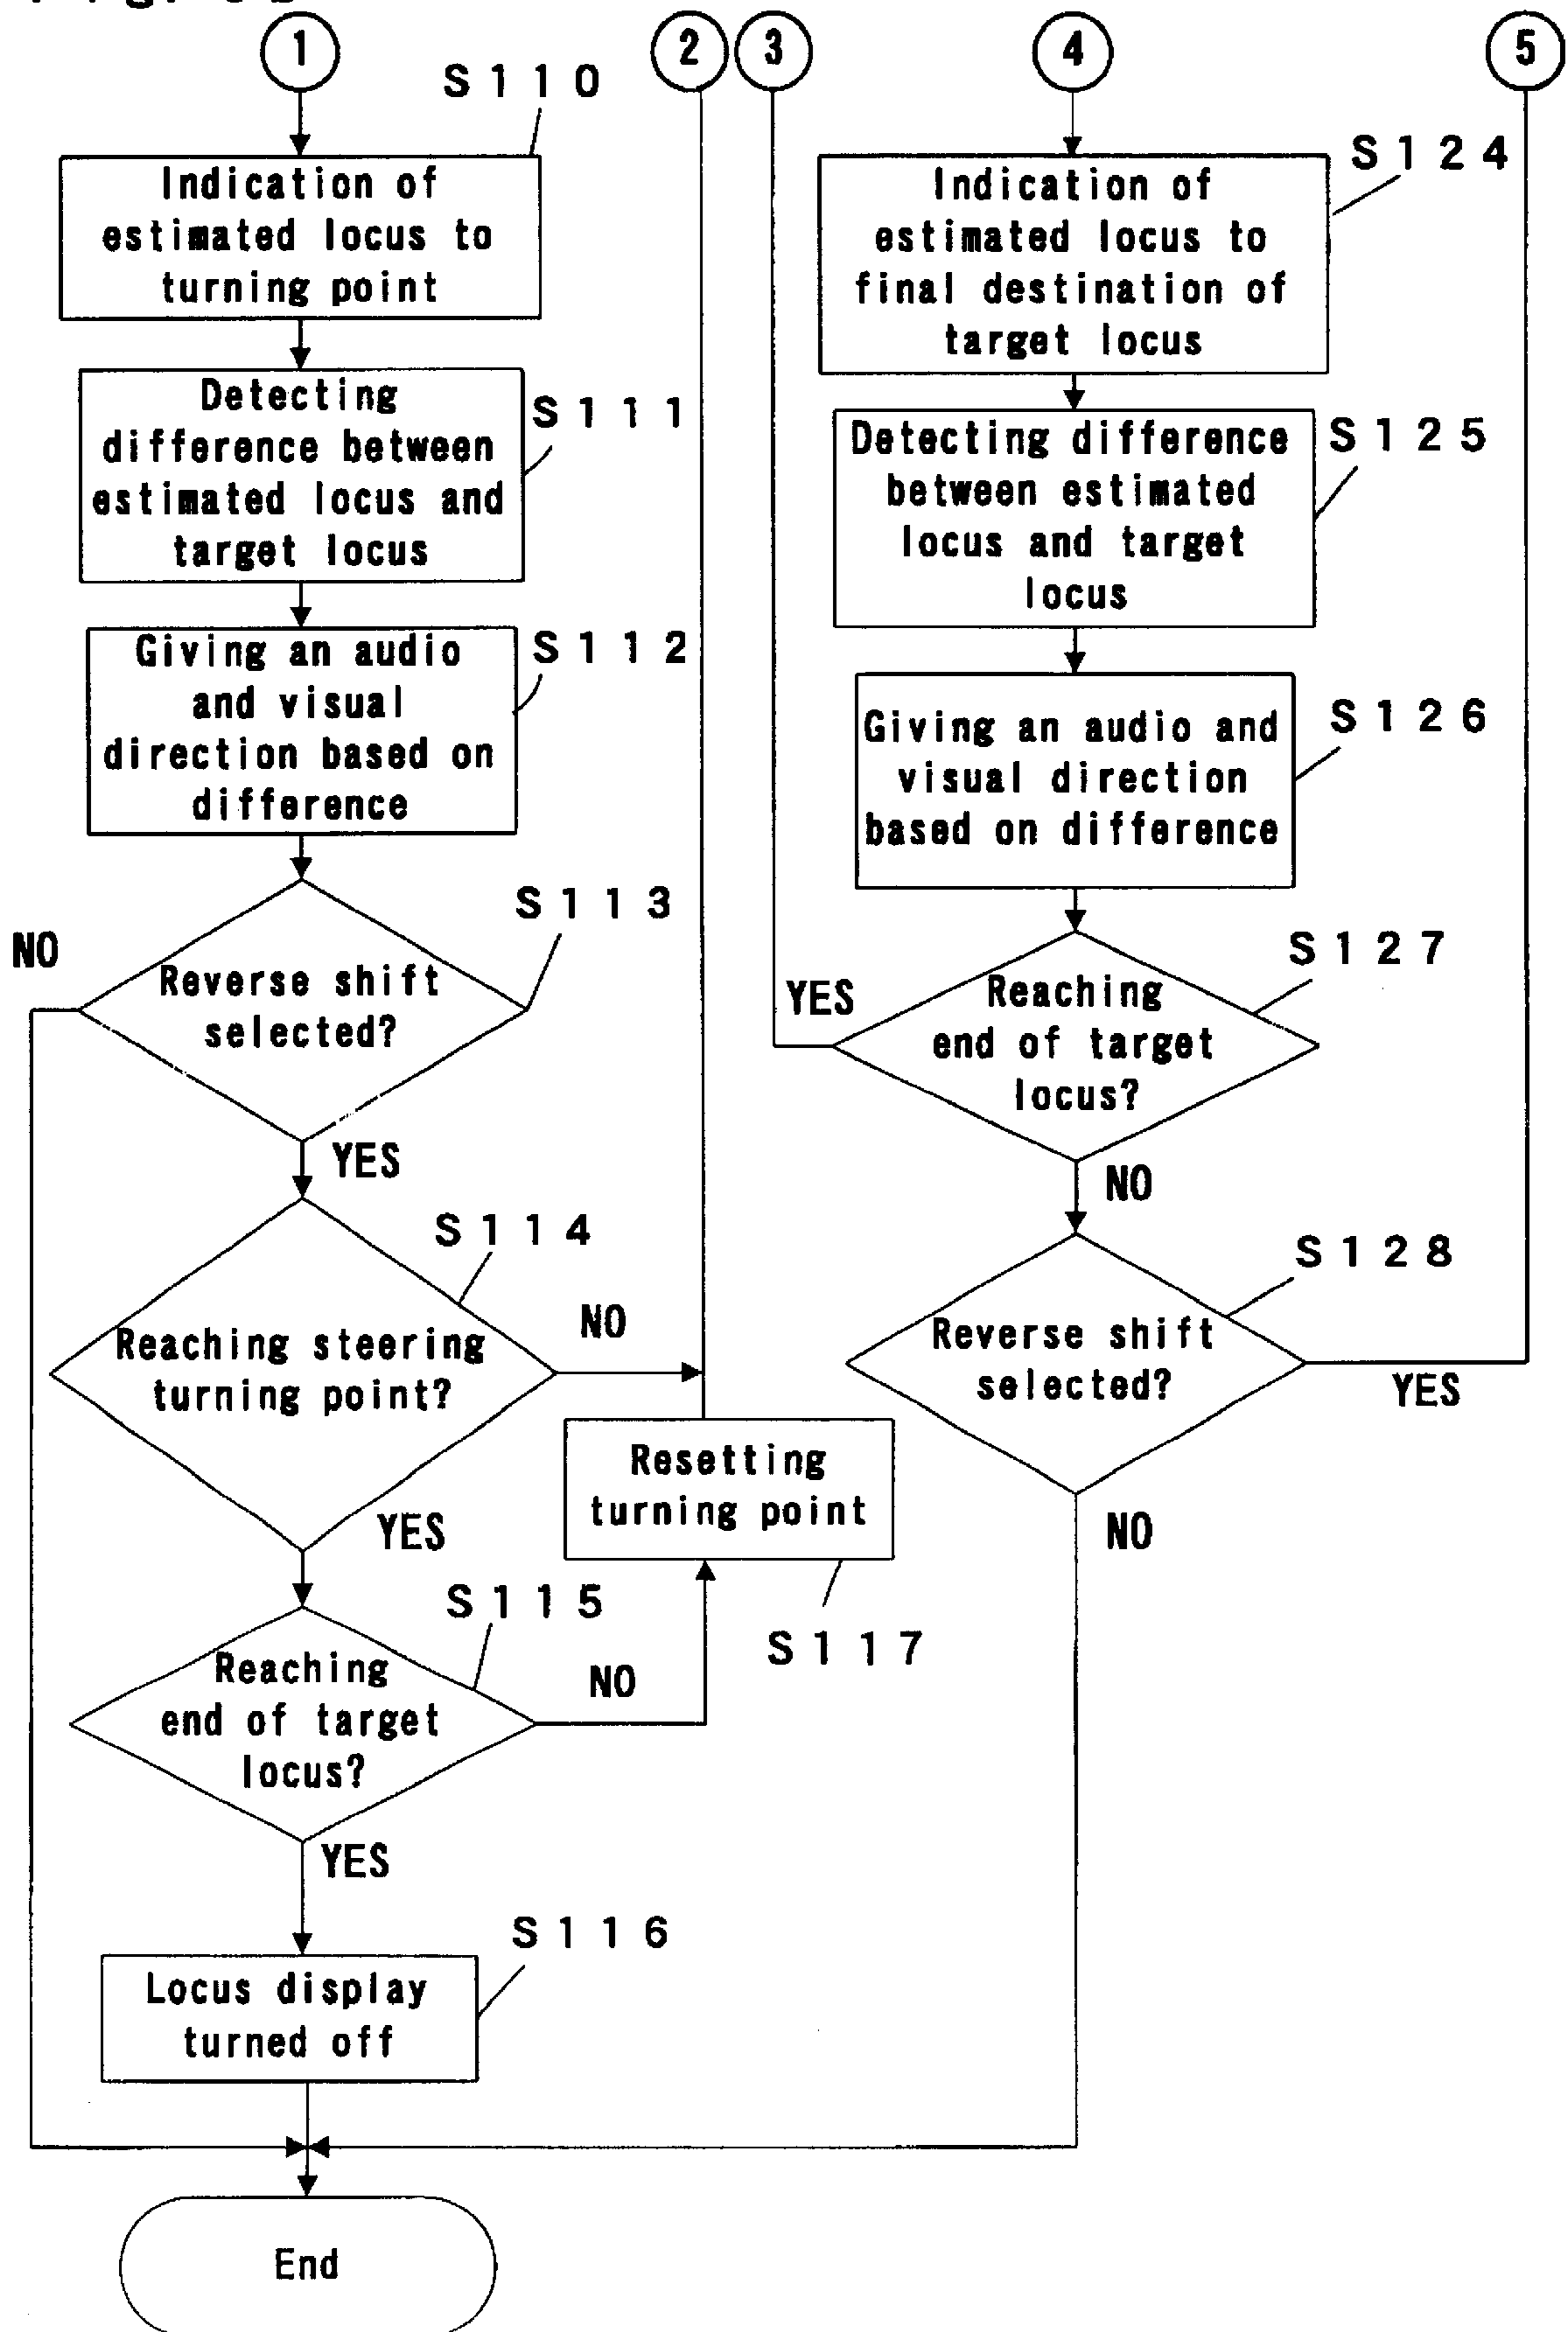 1
2
3
4
5
S110
Indication of
estimated locus to
turning point
S111
Detecting
difference between
estimated locus and
target locus
S112
Giving an audio
and visual
direction based on
difference
S113
NO
Reverse shift
selected?
YES
S114
Reaching steering
turning point?
NO
YES
S115
Reaching
end of target
locus?
NO
YES
Resetting
turning point
S117
S116
Locus display
turned off
End
S124
Indication of
estimated locus to
final destination of
target locus
S125
Detecting difference
between estimated
locus and target
locus
S126
Giving an audio and
visual direction
based on difference
S127
YES
Reaching
end of target
locus?
NO
S128
Reverse shift
selected?
YES
NO